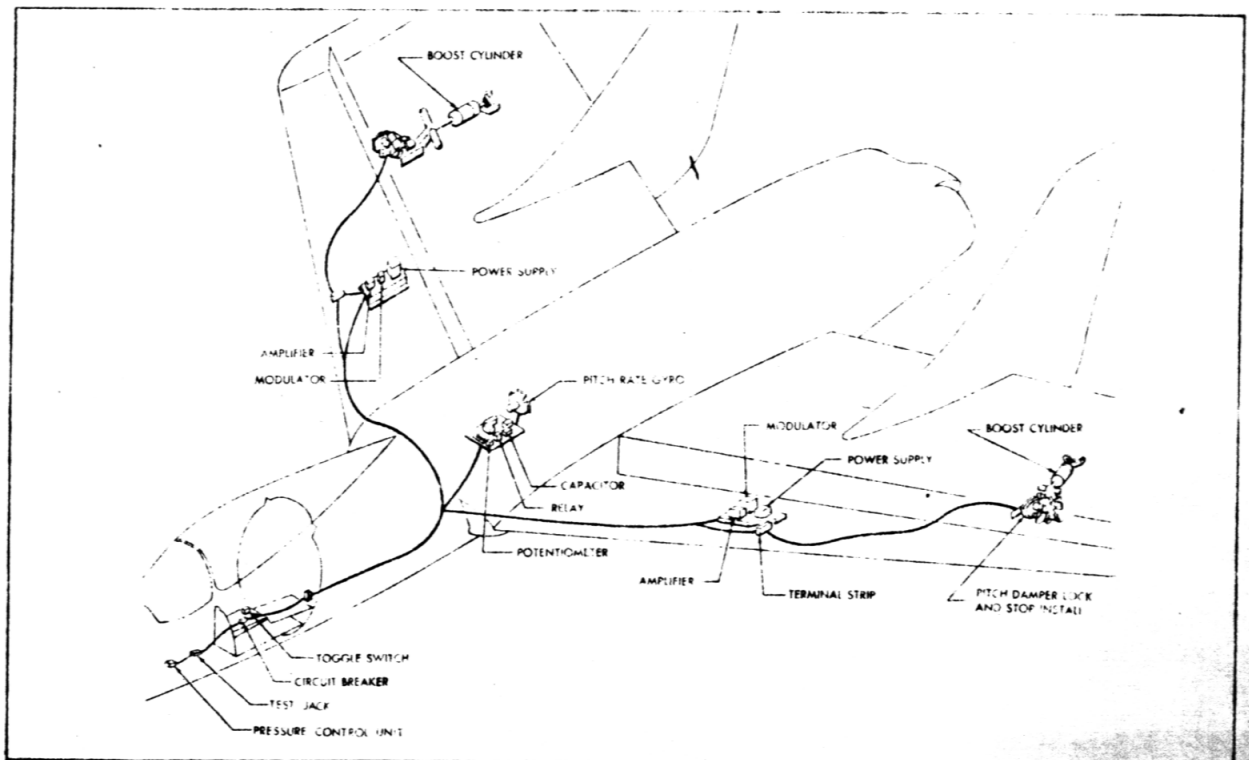 BOOST CYLINDER
POWER SUPPLY
AMPLIFIER
MODULATOR
PITCH RATE GYRO
MODULATOR
BOOST CYLINDER
POWER SUPPLY
CAPACITOR
RELAY
POTENTIOMETER
AMPLIFIER
TERMINAL STRIP
PITCH DAMPER LOCK
AND STOP INSTALL
TOGGLE SWITCH
CIRCUIT BREAKER
TEST JACK
PRESSURE CONTROL UNIT